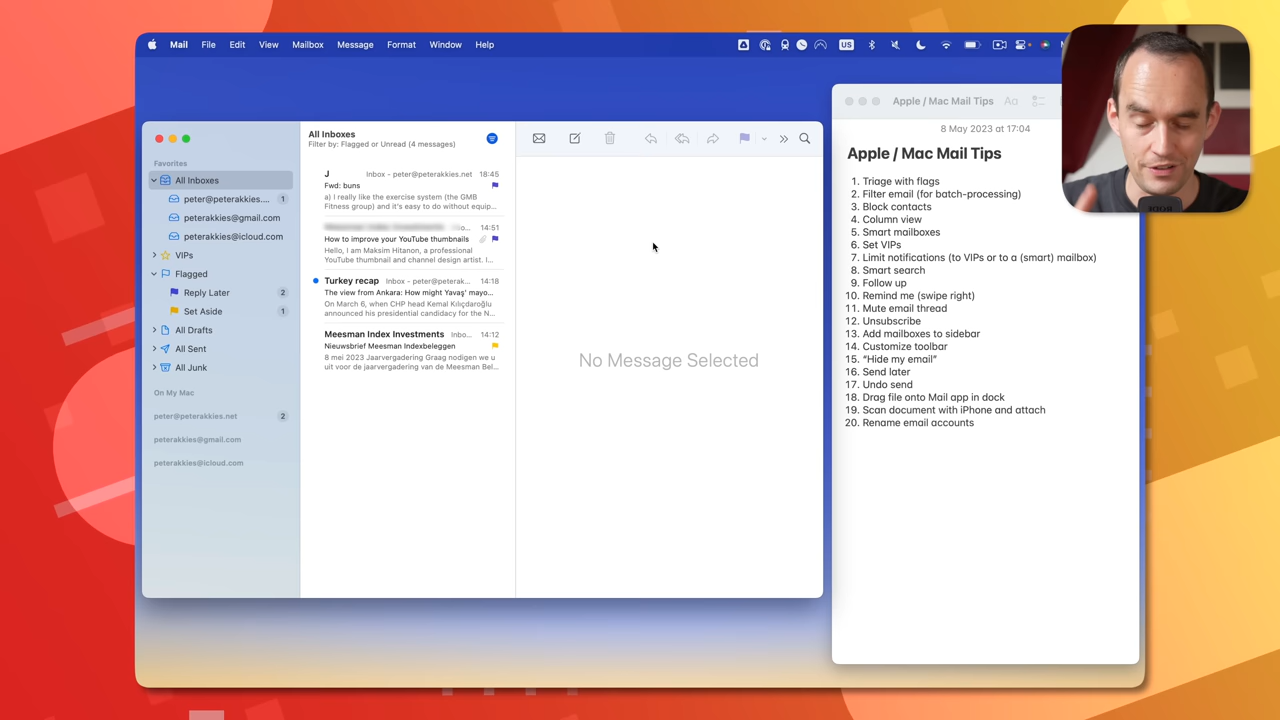 Mail File Edit View Mailbox Message Format Window Help US
All Inboxes
Filter by: Flagged or Unread (4 messages)
Favorites
All Inboxes
peter@peterakkies.... 1
peterakkies@gmail.com
peterakkies@icloud.com
VIPs
Flagged
Reply Later 2
Set Aside 1
All Drafts
All Sent
All Junk
On My Mac
peter@peterakkies.net 2
peterakkies@gmail.com
peterakkies@icloud.com
J Inbox - peter@peterakkies.net 18:45
Fwd: buns
a) I really like the exercise system (the GMB
Fitness group) and it's easy to do without equip...
14:51
How to improve your YouTube thumbnails
Hello, I am Maksim Hitanon, a professional
YouTube thumbnail and channel design artist. I...
Turkey recap Inbox - peter@peterak... 14:18
The view from Ankara: How might Yavaş' mayo...
On March 6, when CHP head Kemal Kılıçdaroğlu
announced his presidential candidacy for the N...
Meesman Index Investments Inbo... 14:12
Nieuwsbrief Meesman Indexbeleggen
8 mei 2023 Jaarvergadering Graag nodigen we u
uit voor de jaarvergadering van de Meesman Bel...
No Message Selected
Apple / Mac Mail Tips Aa
8 May 2023 at 17:04
Apple / Mac Mail Tips
1. Triage with flags
2. Filter email (for batch-processing)
3. Block contacts
4. Column view
5. Smart mailboxes
6. Set VIPs
7. Limit notifications (to VIPs or to a (smart) mailbox)
8. Smart search
9. Follow up
10. Remind me (swipe right)
11. Mute email thread
12. Unsubscribe
13. Add mailboxes to sidebar
14. Customize toolbar
15. “Hide my email”
16. Send later
17. Undo send
18. Drag file onto Mail app in dock
19. Scan document with iPhone and attach
20. Rename email accounts